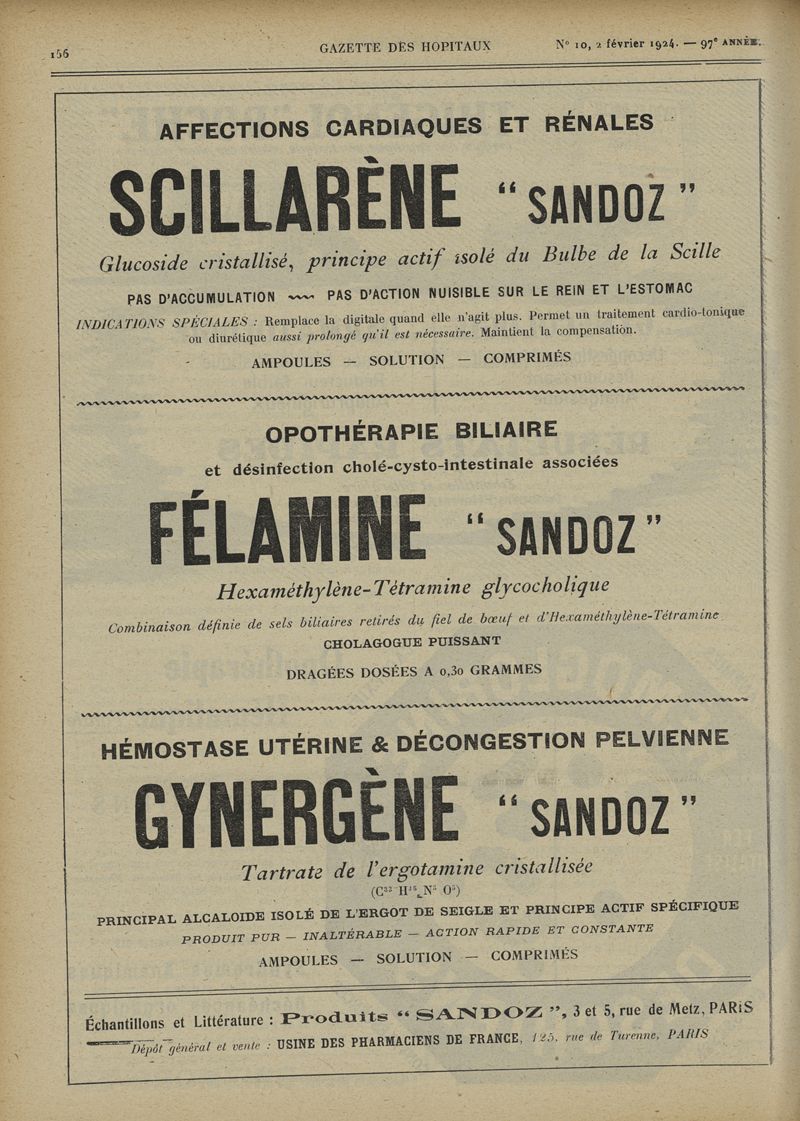 156
GAZETTE DES HOPITAUX
N° 10, 2 février 1924. — 97e ANNÉE.
AFFECTIONS CARDIAQUES ET RÉNALES
SCILLARÈNE “ SANDOZ ”
Glucoside cristallisé, principe actif isolé du Bulbe de la Scille
PAS D'ACCUMULATION PAS D'ACTION NUISIBLE SUR LE REIN ET L'ESTOMAC
INDICATIONS SPÉCIALES : Remplace la digitale quand elle n'agit plus. Permet un traitement cardio-tonique
ou diurétique aussi prolongé qu'il est nécessaire. Maintient la compensation.
AMPOULES — SOLUTION — COMPRIMÉS
OPOTHÉRAPIE BILIAIRE
et désinfection cholé-cysto-intestinale associées
FÉLAMINE “ SANDOZ ”
Hexaméthylène-Tétramine glycocholique
Combinaison définie de sels biliaires retirés du fiel de bœuf et d'Hexaméthylène-Tétramine
CHOLAGOGUE PUISSANT
DRAGÉES DOSÉES A 0,30 GRAMMES
HÉMOSTASE UTÉRINE & DÉCONGESTION PELVIENNE
GYNERGÈNE “ SANDOZ ”
Tartrate de l'ergotamine cristallisée
PRINCIPAL ALCALOIDE ISOLÉ DE L'ERGOT DE SEIGLE ET PRINCIPE ACTIF SPÉCIFIQUE
PRODUIT PUR — INALTÉRABLE — ACTION RAPIDE ET CONSTANTE
AMPOULES — SOLUTION — COMPRIMÉS
Échantillons et Littérature : Produits “ SANDOZ ”, 3 et 5, rue de Metz, PARIS
Dépôt général et vente : USINE DES PHARMACIENS DE FRANCE, 125, rue de Turenne, PARIS